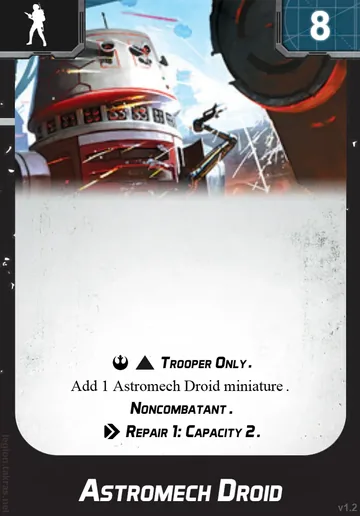 8
Trooper Only.
Add 1 Astromech Droid miniature.
Noncombatant.
Repair 1: Capacity 2.
Astromech Droid
v1.2